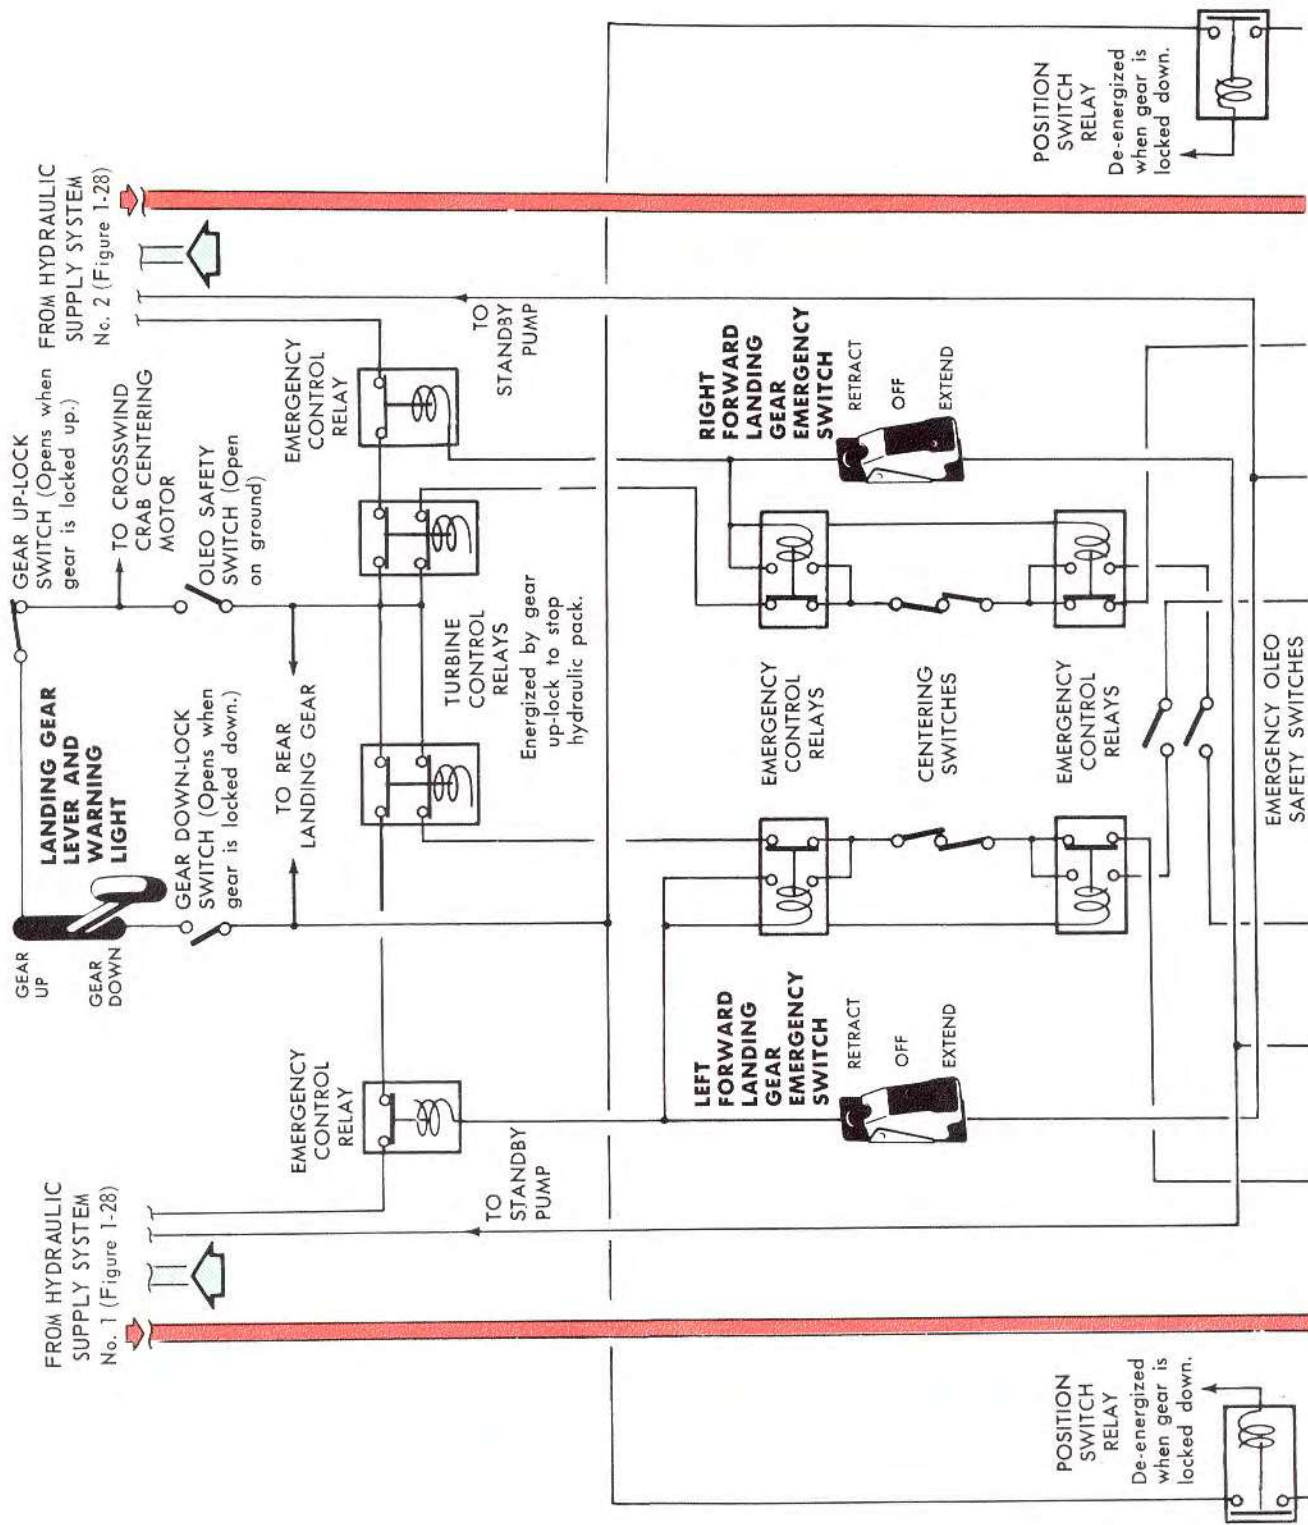 FROM HYDRAULIC
SUPPLY SYSTEM
No. 1 (Figure 1-28)
GEAR
UP
GEAR
DOWN
LANDING GEAR
LEVER AND
WARNING
LIGHT
GEAR UP-LOCK
SWITCH (Opens when
gear is locked up.)
FROM HYDRAULIC
SUPPLY SYSTEM
No. 2 (Figure 1-28)
TO CROSSWIND
CRAB CENTERING
MOTOR
GEAR DOWN-LOCK
SWITCH (Opens when
gear is locked down.)
OLEO SAFETY
SWITCH (Open
on ground)
TO REAR
LANDING GEAR
EMERGENCY
CONTROL
RELAY
EMERGENCY
CONTROL
RELAY
TURBINE
CONTROL
RELAYS
Energized by gear
up-lock to stop
hydraulic pack.
TO
STANDBY
PUMP
TO
STANDBY
PUMP
LEFT
FORWARD
LANDING
GEAR
EMERGENCY
SWITCH
RETRACT
OFF
EXTEND
RIGHT
FORWARD
LANDING
GEAR
EMERGENCY
SWITCH
RETRACT
OFF
EXTEND
EMERGENCY
CONTROL
RELAYS
CENTERING
SWITCHES
EMERGENCY
CONTROL
RELAYS
POSITION
SWITCH
RELAY
De-energized
when gear is
locked down.
POSITION
SWITCH
RELAY
De-energized
when gear is
locked down.
EMERGENCY OLEO
SAFETY SWITCHES